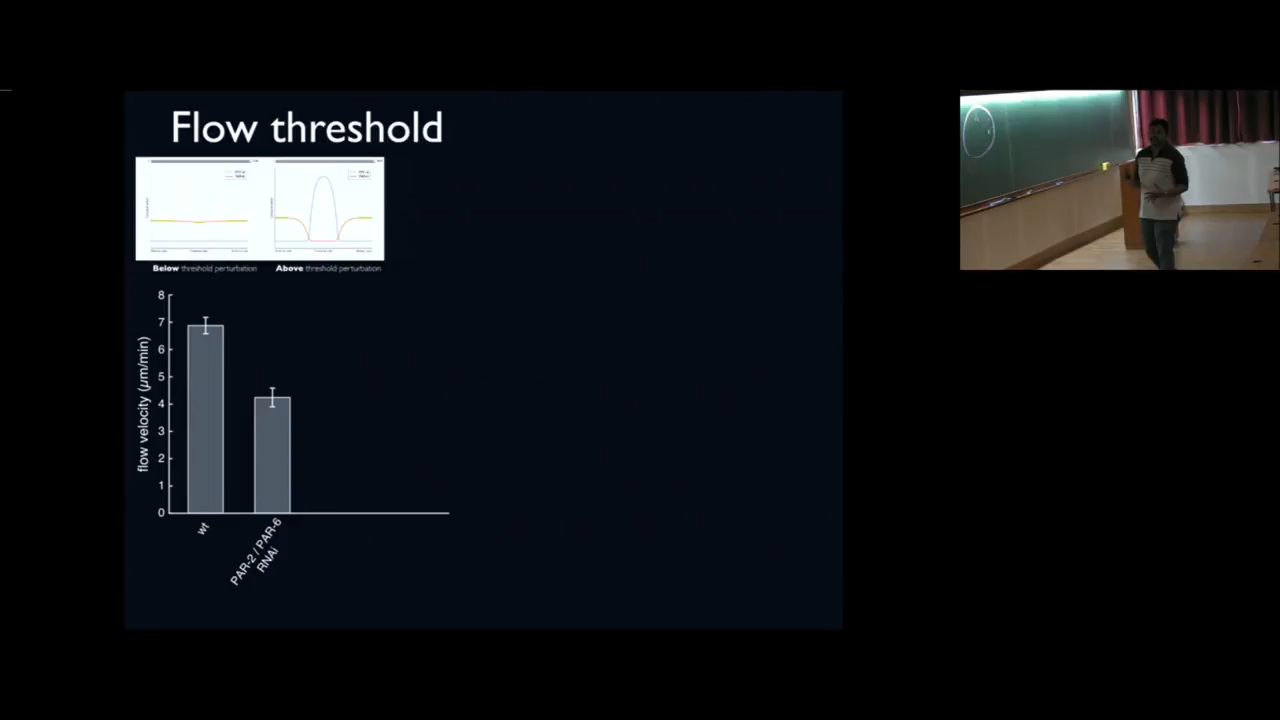 Flow threshold
Below threshold perturbation
Above threshold perturbation
8
7
6
5
4
3
2
1
0
flow velocity (µm/min)
wt
PAR-2 / PAR-6
RNAi